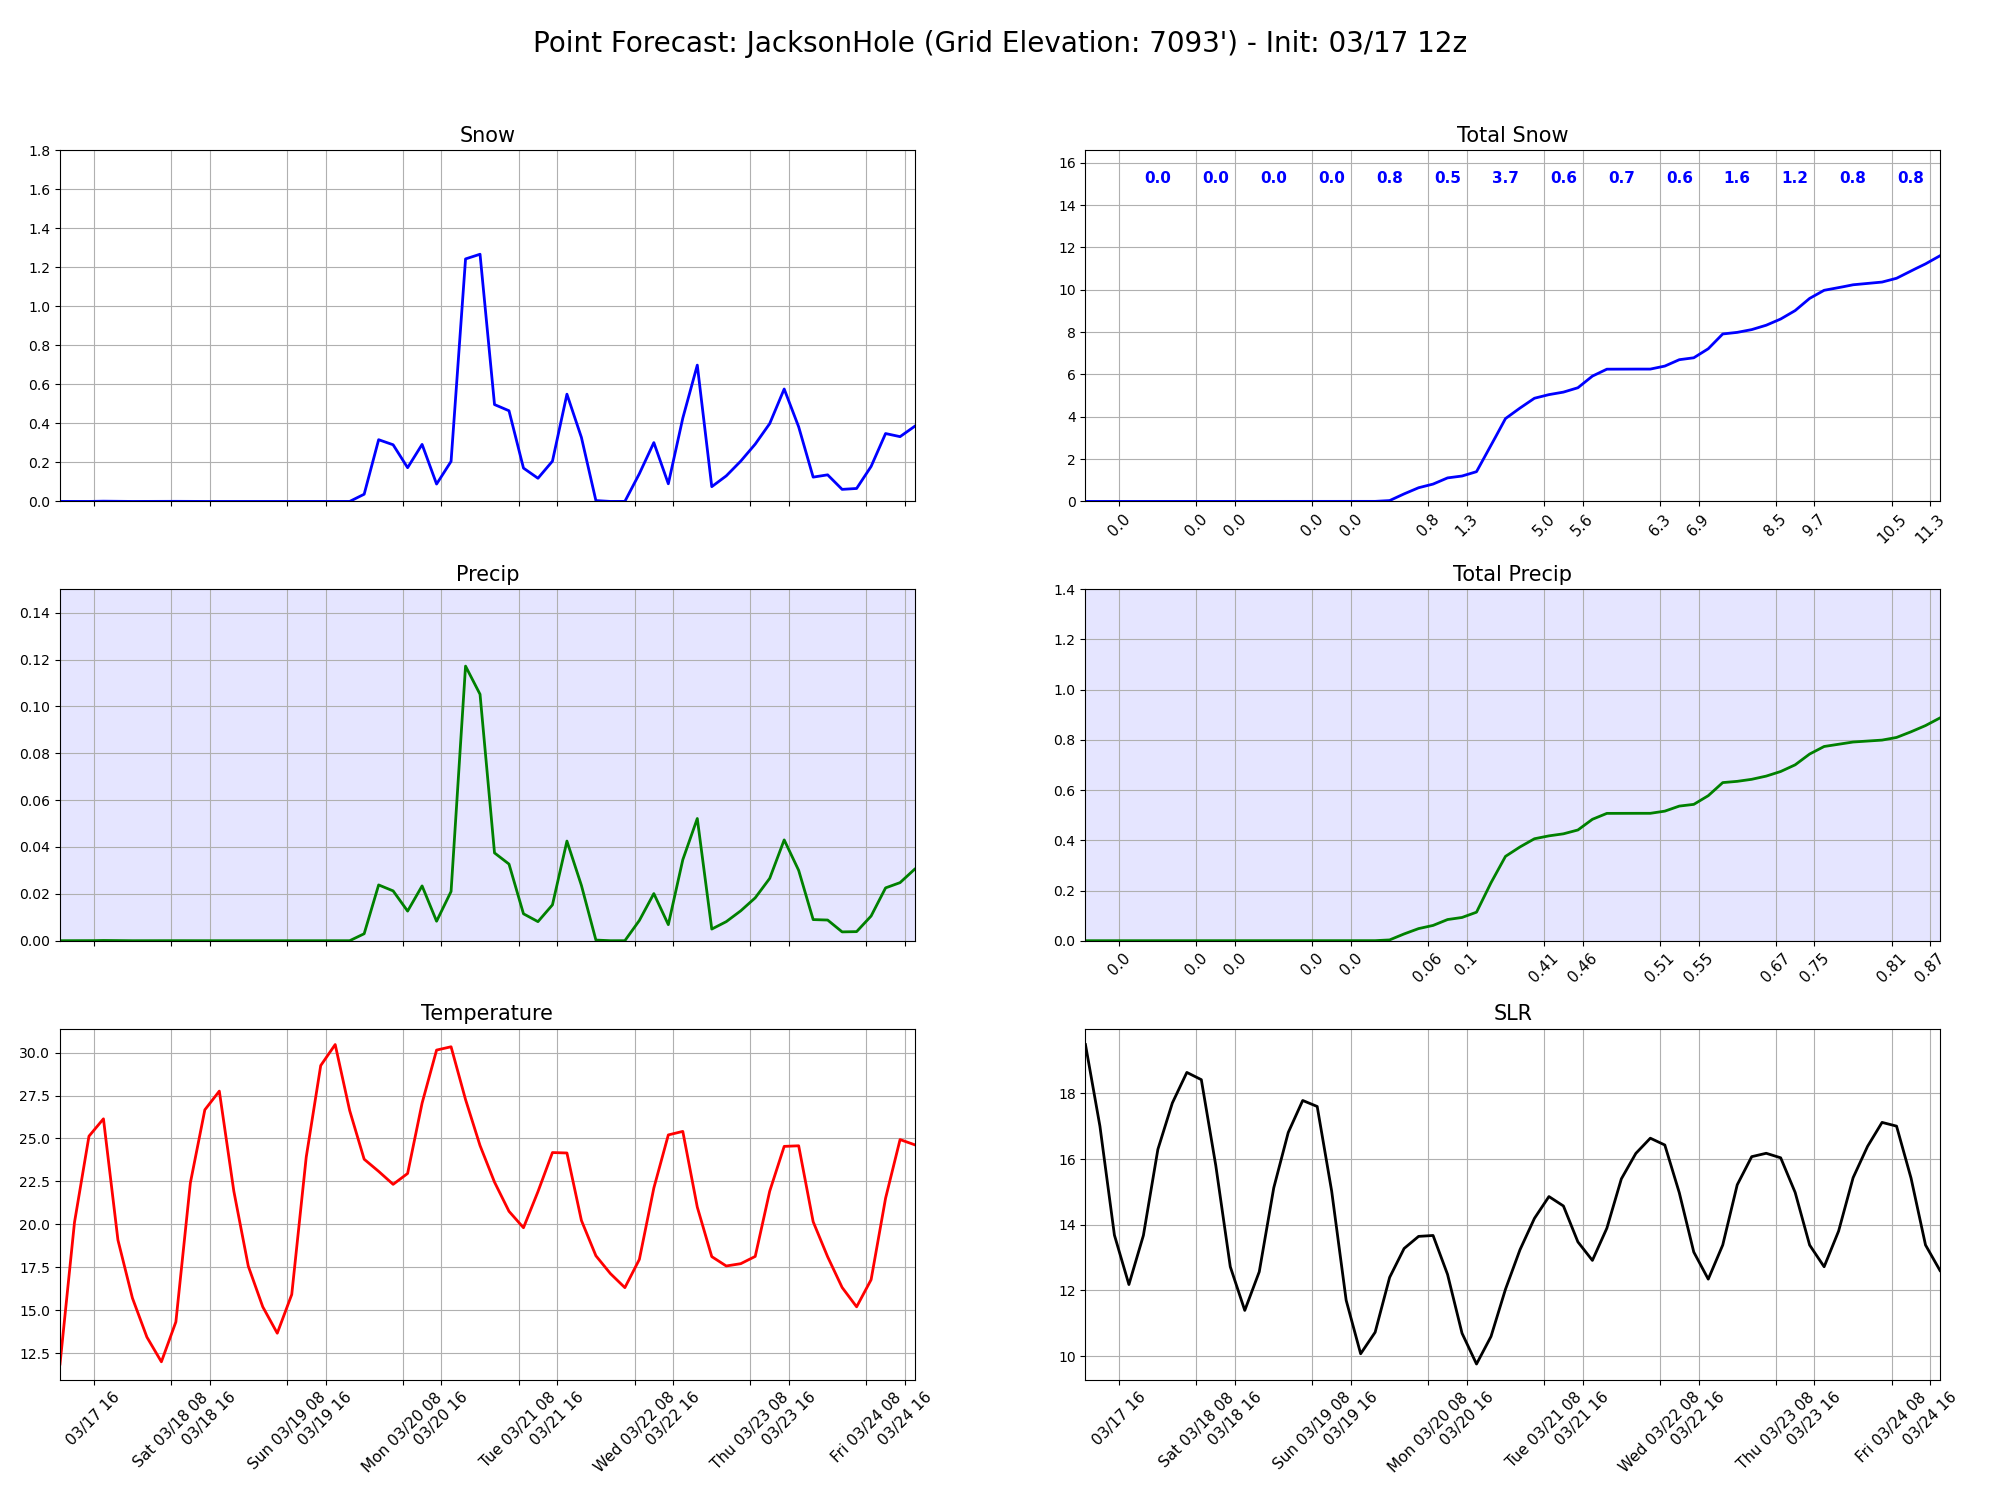 Point Forecast: JacksonHole (Grid Elevation: 7093') - Init: 03/17 12z
Snow
1.8
1.6
1.4
1.2
1.0
0.8
0.6
0.4
0.2
0.0
Total Snow
16
14
12
10
8
6
4
2
0
0.0 0.0 0.0 0.0 0.8 0.5 3.7 0.6 0.7 0.6 1.6 1.2 0.8 0.8
0.0 0.0 0.0 0.0 0.0 0.8 1.3 5.0 5.6 6.3 6.9 8.5 9.7 10.5 11.3
Precip
0.14
0.12
0.10
0.08
0.06
0.04
0.02
0.00
Total Precip
1.4
1.2
1.0
0.8
0.6
0.4
0.2
0.0
0.0 0.0 0.0 0.0 0.0 0.06 0.1 0.41 0.46 0.51 0.55 0.67 0.75 0.81 0.87
Temperature
30.0
27.5
25.0
22.5
20.0
17.5
15.0
12.5
03/17 16
Sat 03/18 08
03/18 16
Sun 03/19 08
03/19 16
Mon 03/20 08
03/20 16
Tue 03/21 08
03/21 16
Wed 03/22 08
03/22 16
Thu 03/23 08
03/23 16
Fri 03/24 08
03/24 16
SLR
18
16
14
12
10
03/17 16
Sat 03/18 08
03/18 16
Sun 03/19 08
03/19 16
Mon 03/20 08
03/20 16
Tue 03/21 08
03/21 16
Wed 03/22 08
03/22 16
Thu 03/23 08
03/23 16
Fri 03/24 08
03/24 16